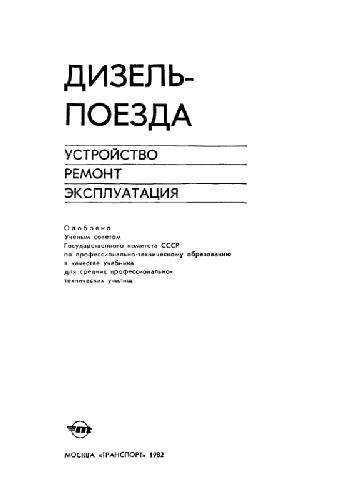 ДИЗЕЛЬ-
ПОЕЗДА
УСТРОЙСТВО
РЕМОНТ
ЭКСПЛУАТАЦИЯ
Одобрено
Ученым советом
Государственного комитета СССР
по профессионально-техническому образованию
в качестве учебника
для средних профессионально-
технических училищ
МОСКВА «ТРАНСПОРТ» 1982